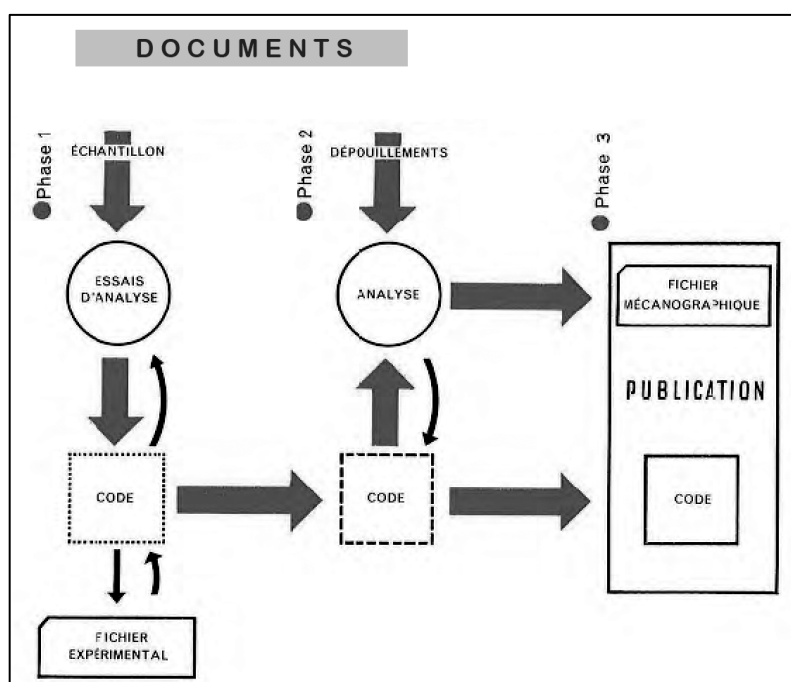 DOCUMENTS
Phase 1
ÉCHANTILLON
ESSAIS
D'ANALYSE
CODE
FICHIER
EXPÉRIMENTAL
Phase 2
DÉPOUILLEMENTS
ANALYSE
CODE
Phase 3
FICHIER
MÉCANOGRAPHIQUE
PUBLICATION
CODE